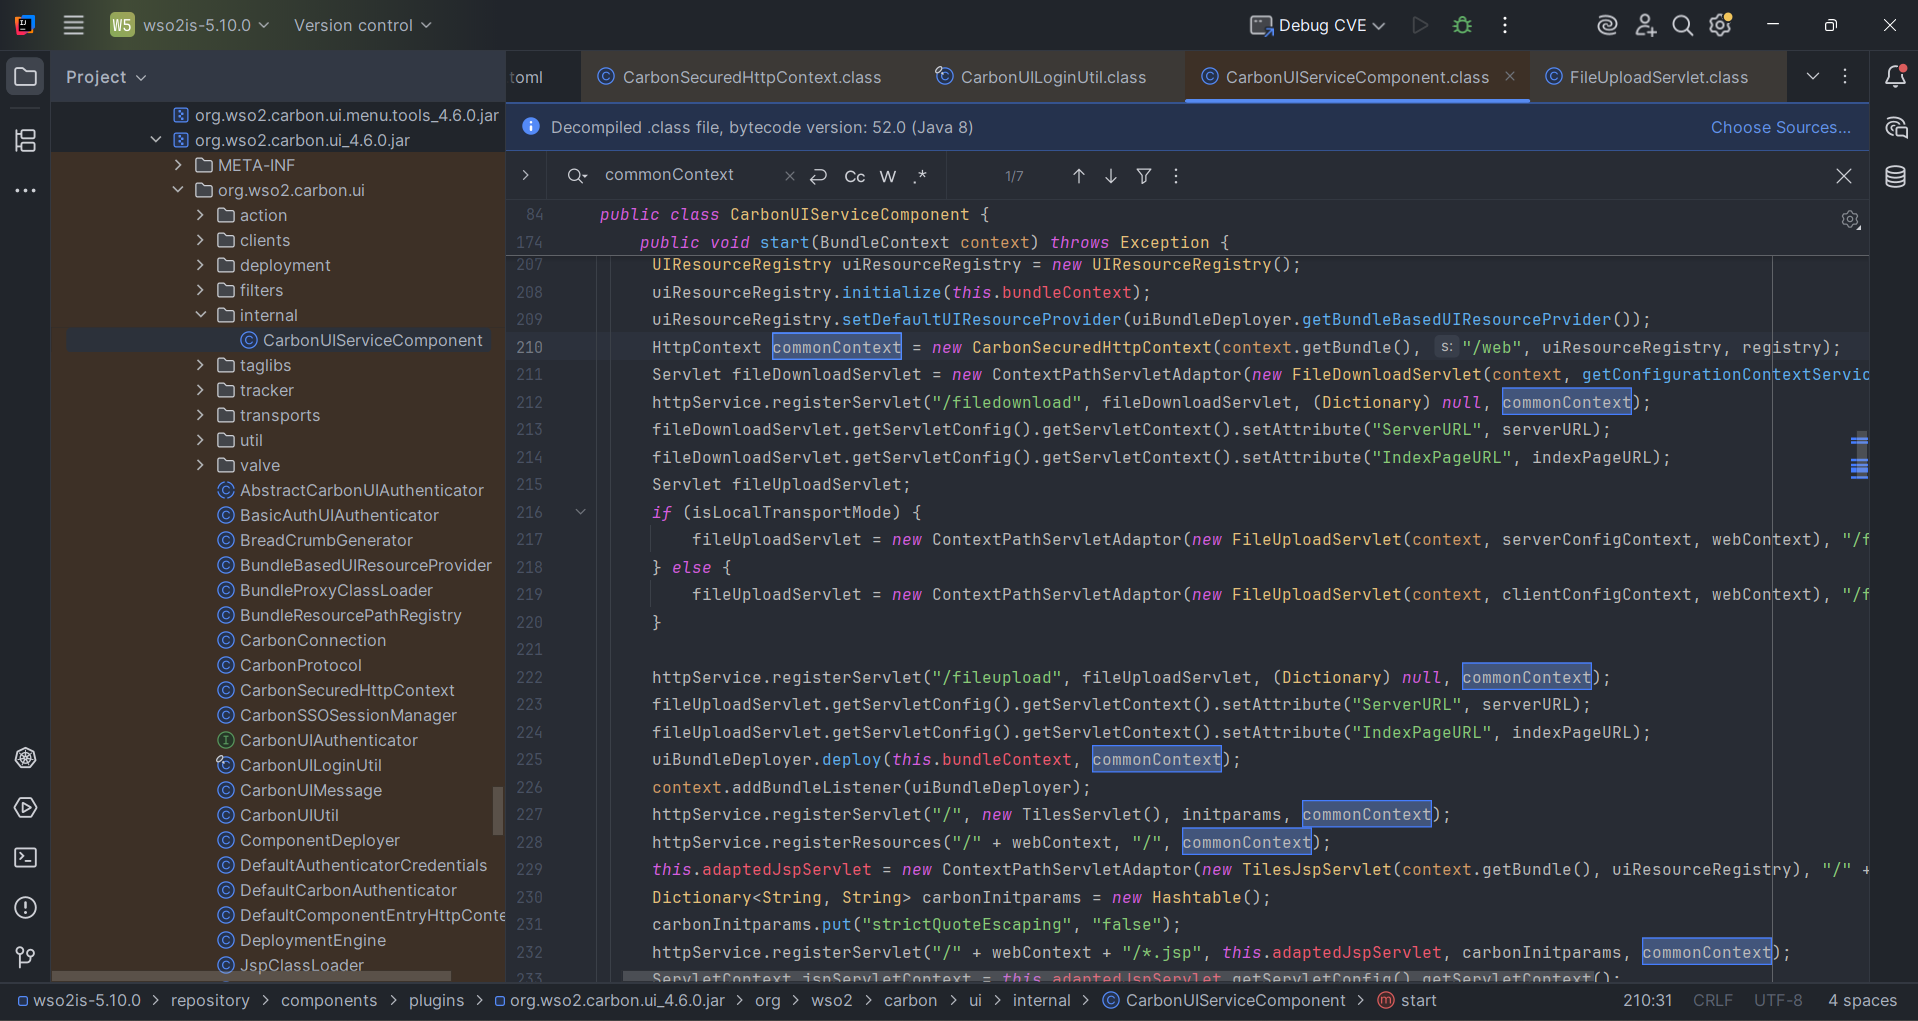 W5 wso2is-5.10.0 Version control Debug CVE
Project
toml CarbonSecuredHttpContext.class CarbonUILoginUtil.class CarbonUIServiceComponent.class FileUploadServlet.class
org.wso2.carbon.ui.menu.tools_4.6.0.jar
org.wso2.carbon.ui_4.6.0.jar
META-INF
org.wso2.carbon.ui
action
clients
deployment
filters
internal
CarbonUIServiceComponent
taglibs
tracker
transports
util
valve
AbstractCarbonUIAuthenticator
BasicAuthUIAuthenticator
BreadCrumbGenerator
BundleBasedUIResourceProvider
BundleProxyClassLoader
BundleResourcePathRegistry
CarbonConnection
CarbonProtocol
CarbonSecuredHttpContext
CarbonSSOSessionManager
CarbonUIAuthenticator
CarbonUILoginUtil
CarbonUIMessage
CarbonUIUtil
ComponentDeployer
DefaultAuthenticatorCredentials
DefaultCarbonAuthenticator
DefaultComponentEntryHttpConte
DeploymentEngine
JspClassLoader
Decompiled .class file, bytecode version: 52.0 (Java 8) Choose Sources...
commonContext Cc W .* 1/7
84 public class CarbonUIServiceComponent {
174 public void start(BundleContext context) throws Exception {
207 UIResourceRegistry uiResourceRegistry = new UIResourceRegistry();
208 uiResourceRegistry.initialize(this.bundleContext);
209 uiResourceRegistry.setDefaultUIResourceProvider(uiBundleDeployer.getBundleBasedUIResourcePrvider());
210 HttpContext commonContext = new CarbonSecuredHttpContext(context.getBundle(), s: "/web", uiResourceRegistry, registry);
211 Servlet fileDownloadServlet = new ContextPathServletAdaptor(new FileDownloadServlet(context, getConfigurationContextServic
212 httpService.registerServlet("/filedownload", fileDownloadServlet, (Dictionary) null, commonContext);
213 fileDownloadServlet.getServletConfig().getServletContext().setAttribute("ServerURL", serverURL);
214 fileDownloadServlet.getServletConfig().getServletContext().setAttribute("IndexPageURL", indexPageURL);
215 Servlet fileUploadServlet;
216 if (isLocalTransportMode) {
217 fileUploadServlet = new ContextPathServletAdaptor(new FileUploadServlet(context, serverConfigContext, webContext), "/f
218 } else {
219 fileUploadServlet = new ContextPathServletAdaptor(new FileUploadServlet(context, clientConfigContext, webContext), "/f
220 }
221
222 httpService.registerServlet("/fileupload", fileUploadServlet, (Dictionary) null, commonContext);
223 fileUploadServlet.getServletConfig().getServletContext().setAttribute("ServerURL", serverURL);
224 fileUploadServlet.getServletConfig().getServletContext().setAttribute("IndexPageURL", indexPageURL);
225 uiBundleDeployer.deploy(this.bundleContext, commonContext);
226 context.addBundleListener(uiBundleDeployer);
227 httpService.registerServlet("/", new TilesServlet(), initparams, commonContext);
228 httpService.registerResources("/" + webContext, "/", commonContext);
229 this.adaptedJspServlet = new ContextPathServletAdaptor(new TilesJspServlet(context.getBundle(), uiResourceRegistry), "/" +
230 Dictionary<String, String> carbonInitparams = new Hashtable();
231 carbonInitparams.put("strictQuoteEscaping", "false");
232 httpService.registerServlet("/" + webContext + "/*.jsp", this.adaptedJspServlet, carbonInitparams, commonContext);
233 ServletContext jspServletContext = this.adaptedJspServlet.getServletConfig().getServletContext();
wso2is-5.10.0 > repository > components > plugins > org.wso2.carbon.ui_4.6.0.jar > org > wso2 > carbon > ui > internal > CarbonUIServiceComponent > start 210:31 CRLF UTF-8 4 spaces